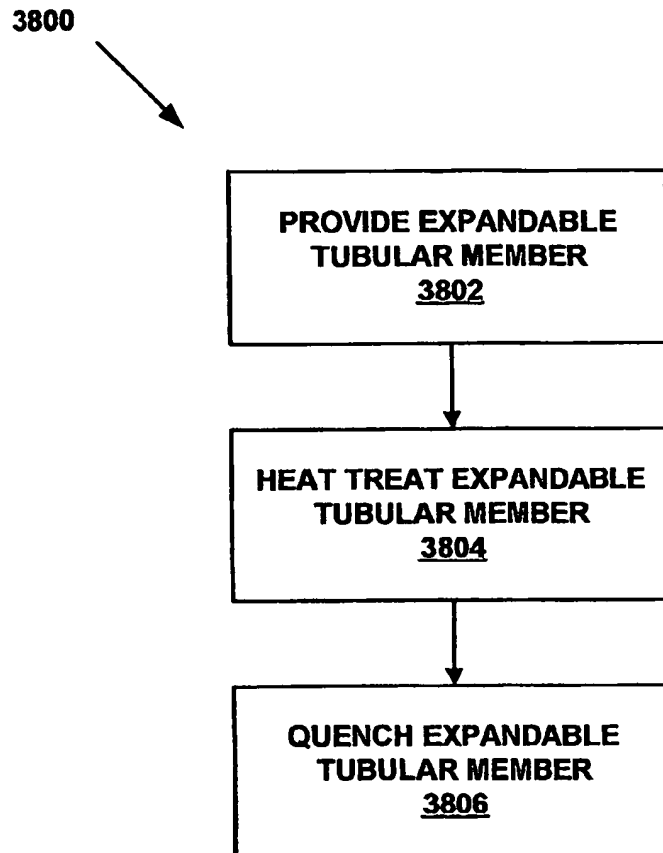 3800
PROVIDE EXPANDABLE
TUBULAR MEMBER
3802
HEAT TREAT EXPANDABLE
TUBULAR MEMBER
3804
QUENCH EXPANDABLE
TUBULAR MEMBER
3806